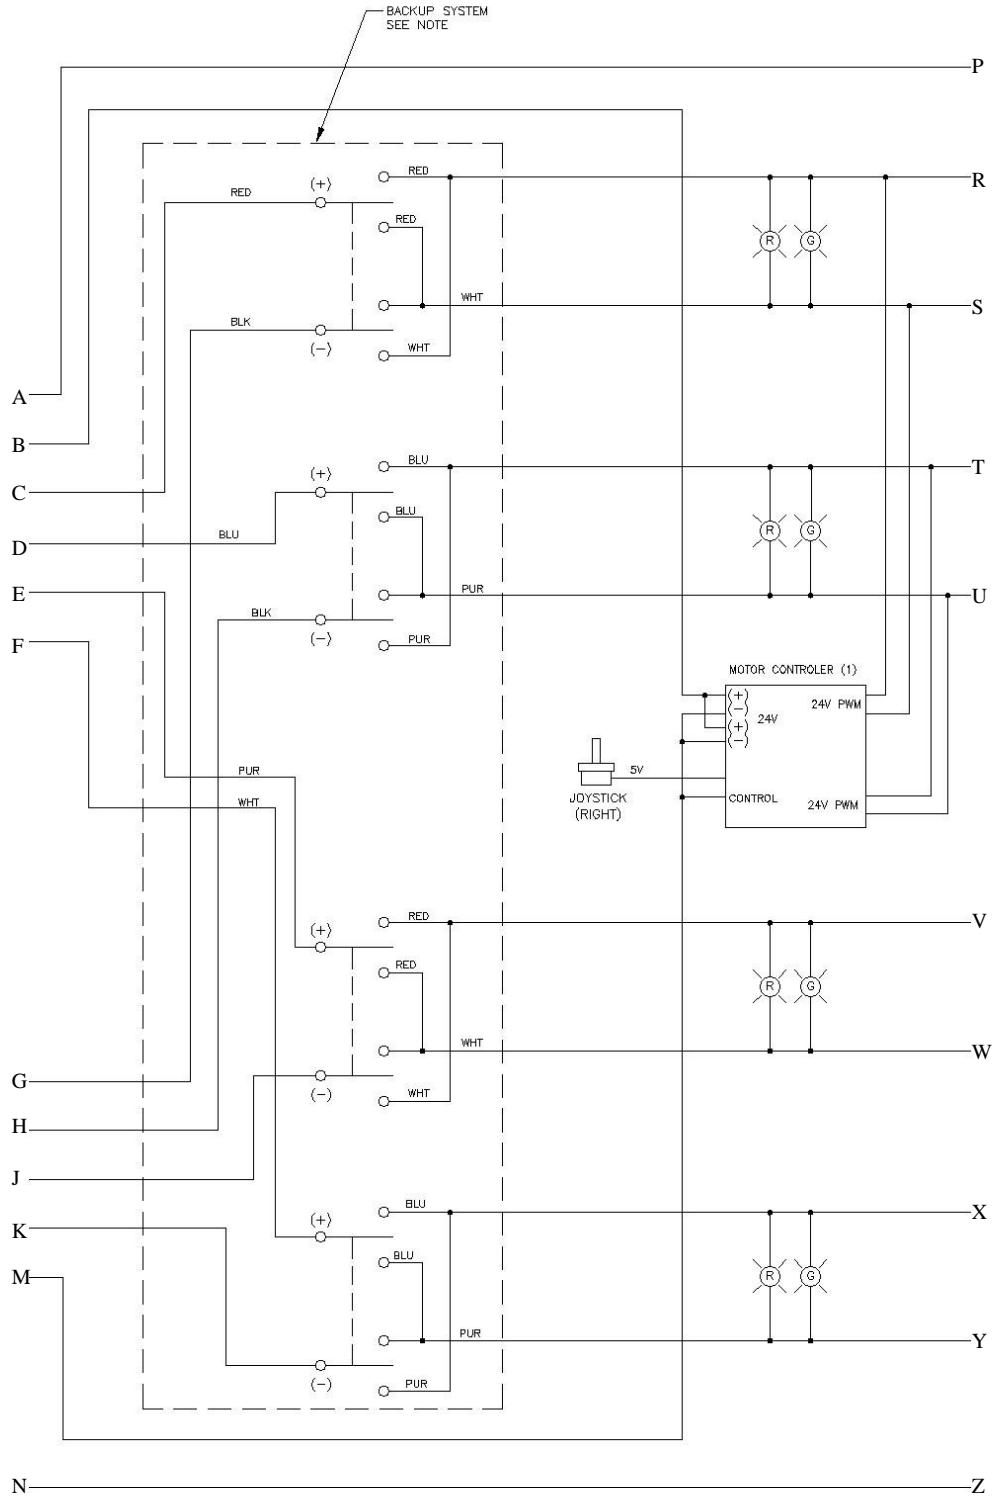 BACKUP SYSTEM
SEE NOTE
P
RED
(+)
RED
R
RED
R
G
WHT
S
BLK
(-)
WHT
A
B
BLU
T
(+)
C
BLU
R
G
BLU
D
E
PUR
U
BLK
F
(-)
PUR
MOTOR CONTROLER (1)
(+)
(-)
24V
(+)
(-)
24V PWM
5V
PUR
JOYSTICK
(RIGHT)
CONTROL
24V PWM
WHT
RED
V
(+)
RED
R
G
WHT
W
G
(-)
WHT
H
J
BLU
X
(+)
K
BLU
R
G
M
PUR
Y
(-)
PUR
N
Z